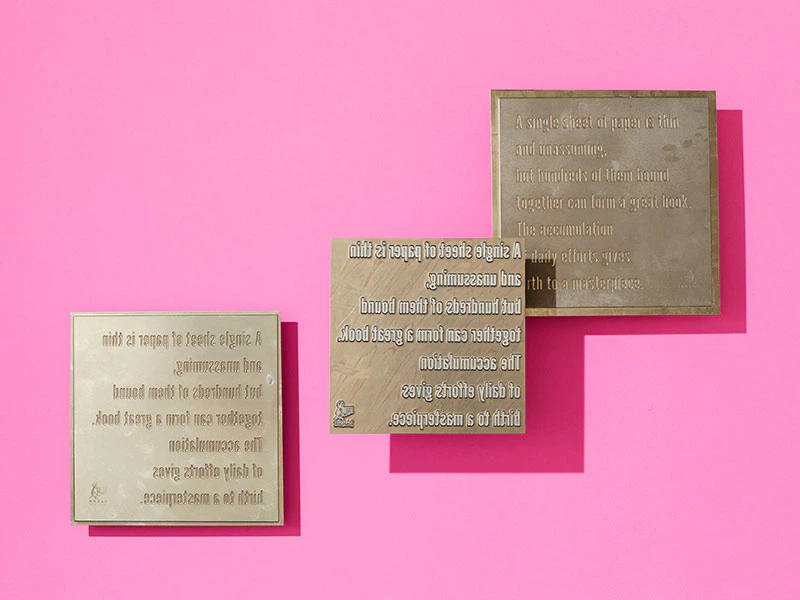 A single sheet of paper is thin
and unassuming,
but hundreds of them bound
together can form a great book.
The accumulation
of daily efforts gives
birth to a masterpiece.
A single sheet of paper is thin
and unassuming,
but hundreds of them bound
together can form a great book.
The accumulation
of daily efforts gives
birth to a masterpiece.
A single sheet of paper is thin
and unassuming,
but hundreds of them bound
together can form a great book.
The accumulation
of daily efforts gives
birth to a masterpiece.